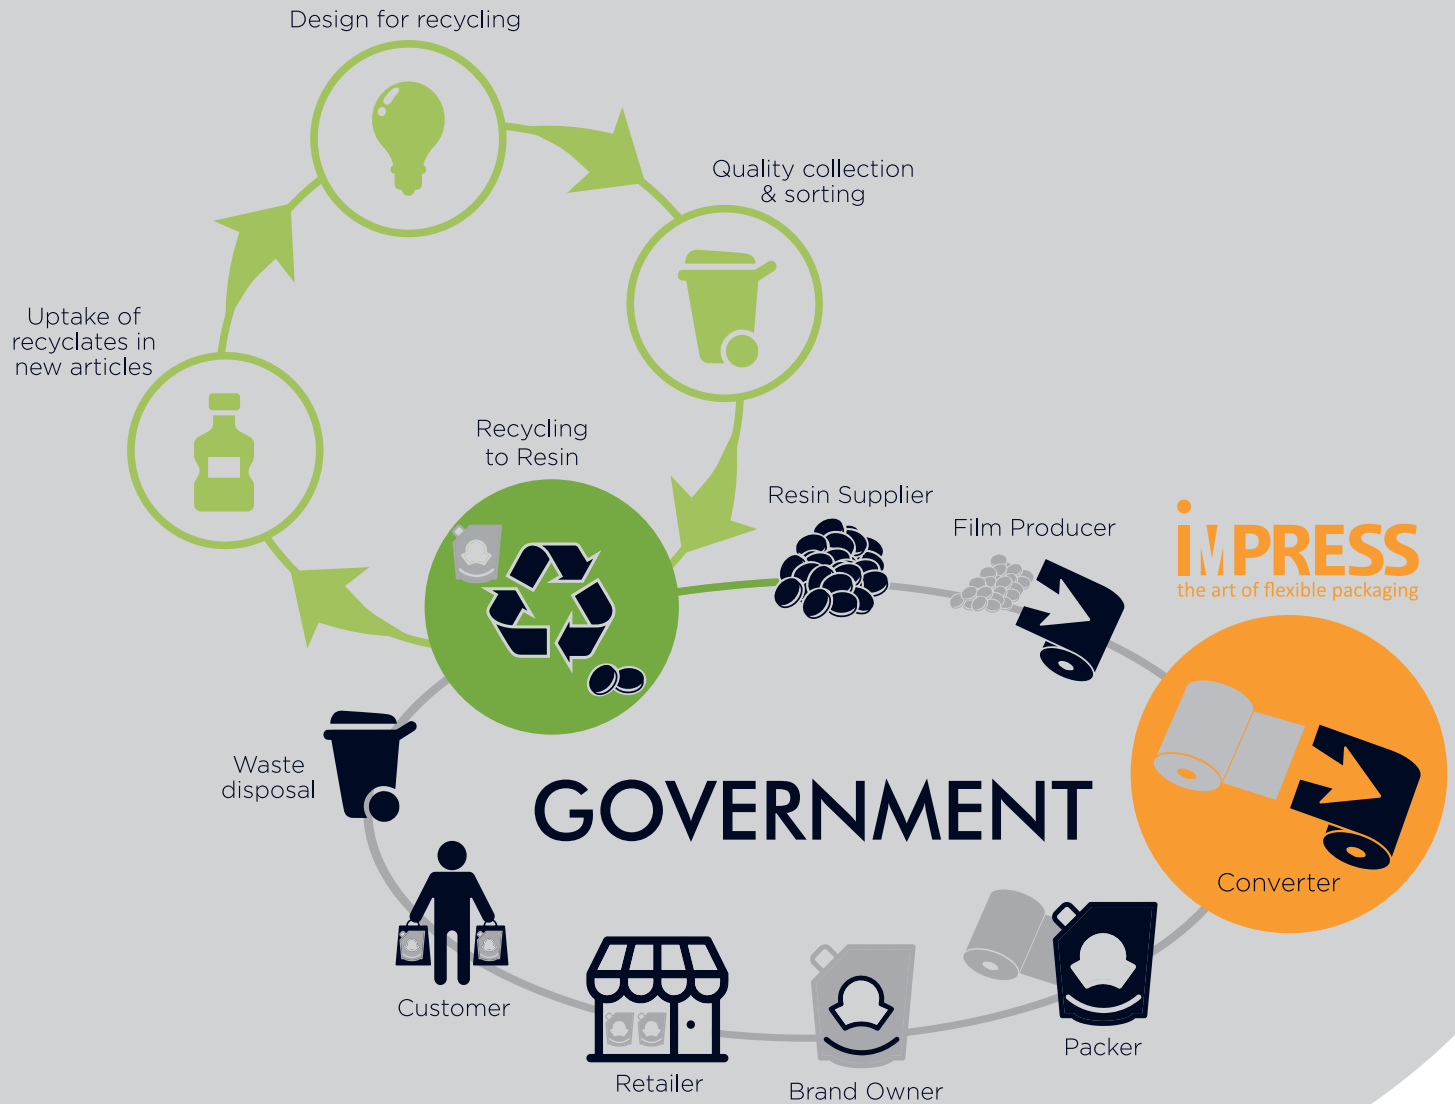 Design for recycling
Quality collection
& sorting
Uptake of
recyclates in
new articles
Recycling
to Resin
Resin Supplier
Film Producer
iMPRESS
the art of flexible packaging
Waste
disposal
GOVERNMENT
Converter
Customer
Packer
Retailer
Brand Owner